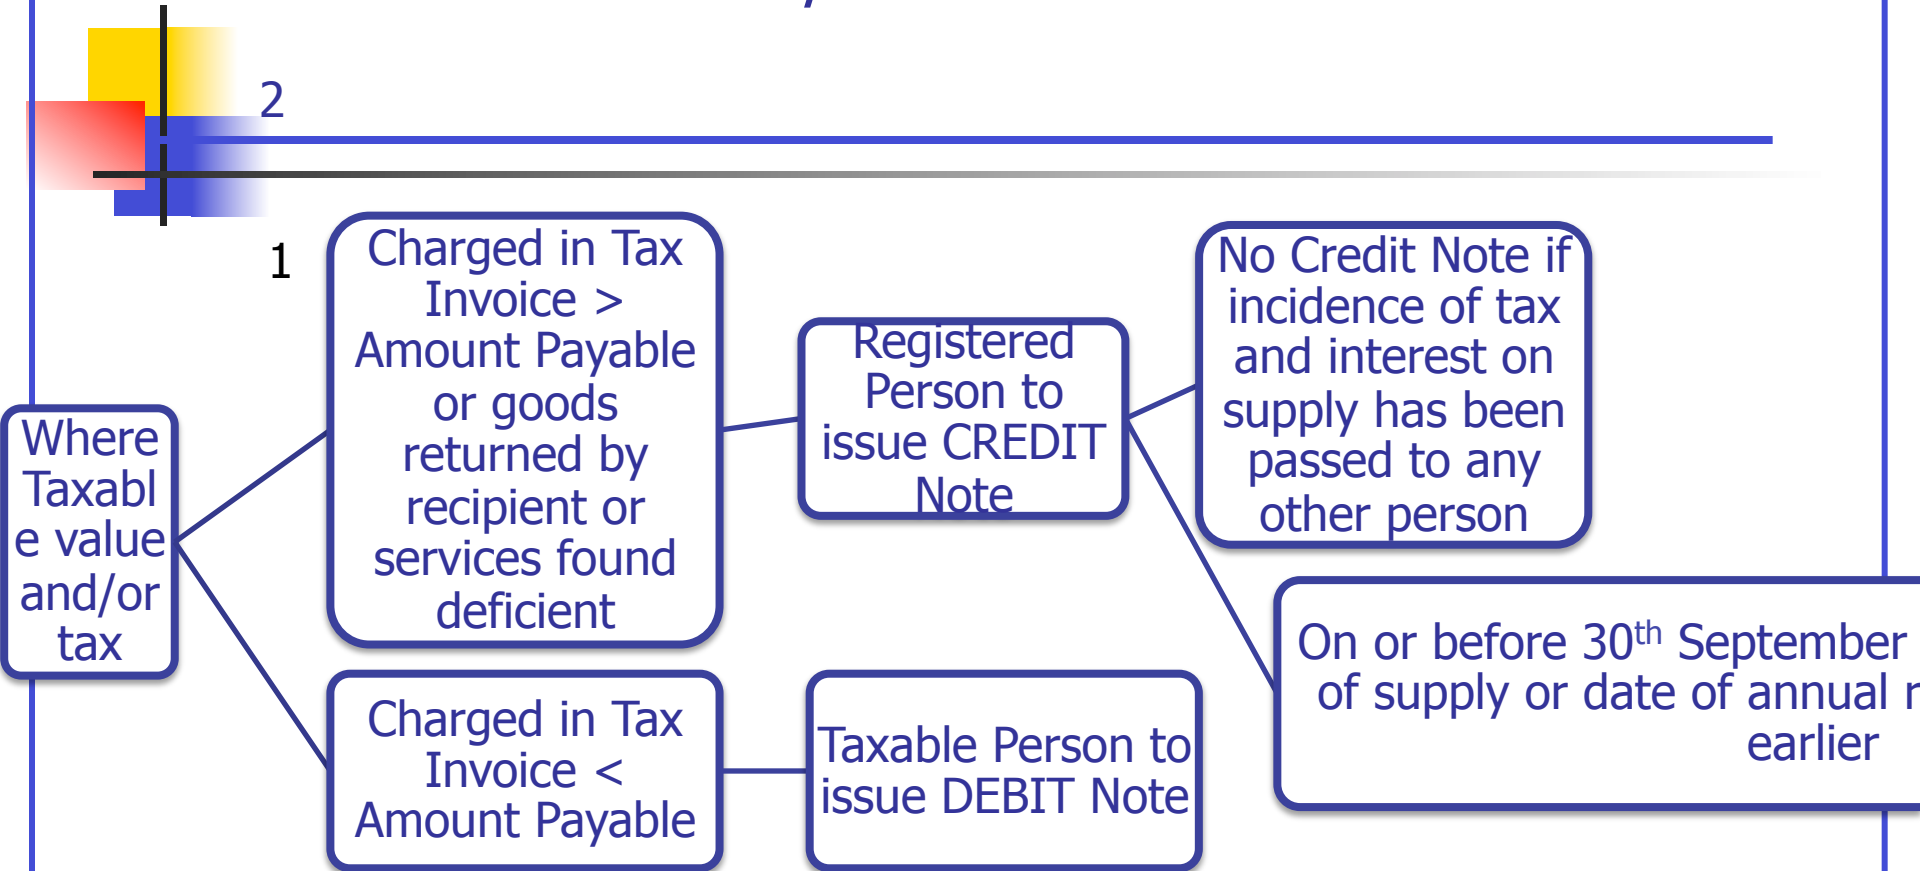 2
1
Where
Taxabl
e value
and/or
tax
Charged in Tax
Invoice >
Amount Payable
or goods
returned by
recipient or
services found
deficient
Registered
Person to
issue CREDIT
Note
No Credit Note if
incidence of tax
and interest on
supply has been
passed to any
other person
On or before 30th September
of supply or date of annual
earlier
Charged in Tax
Invoice <
Amount Payable
Taxable Person to
issue DEBIT Note